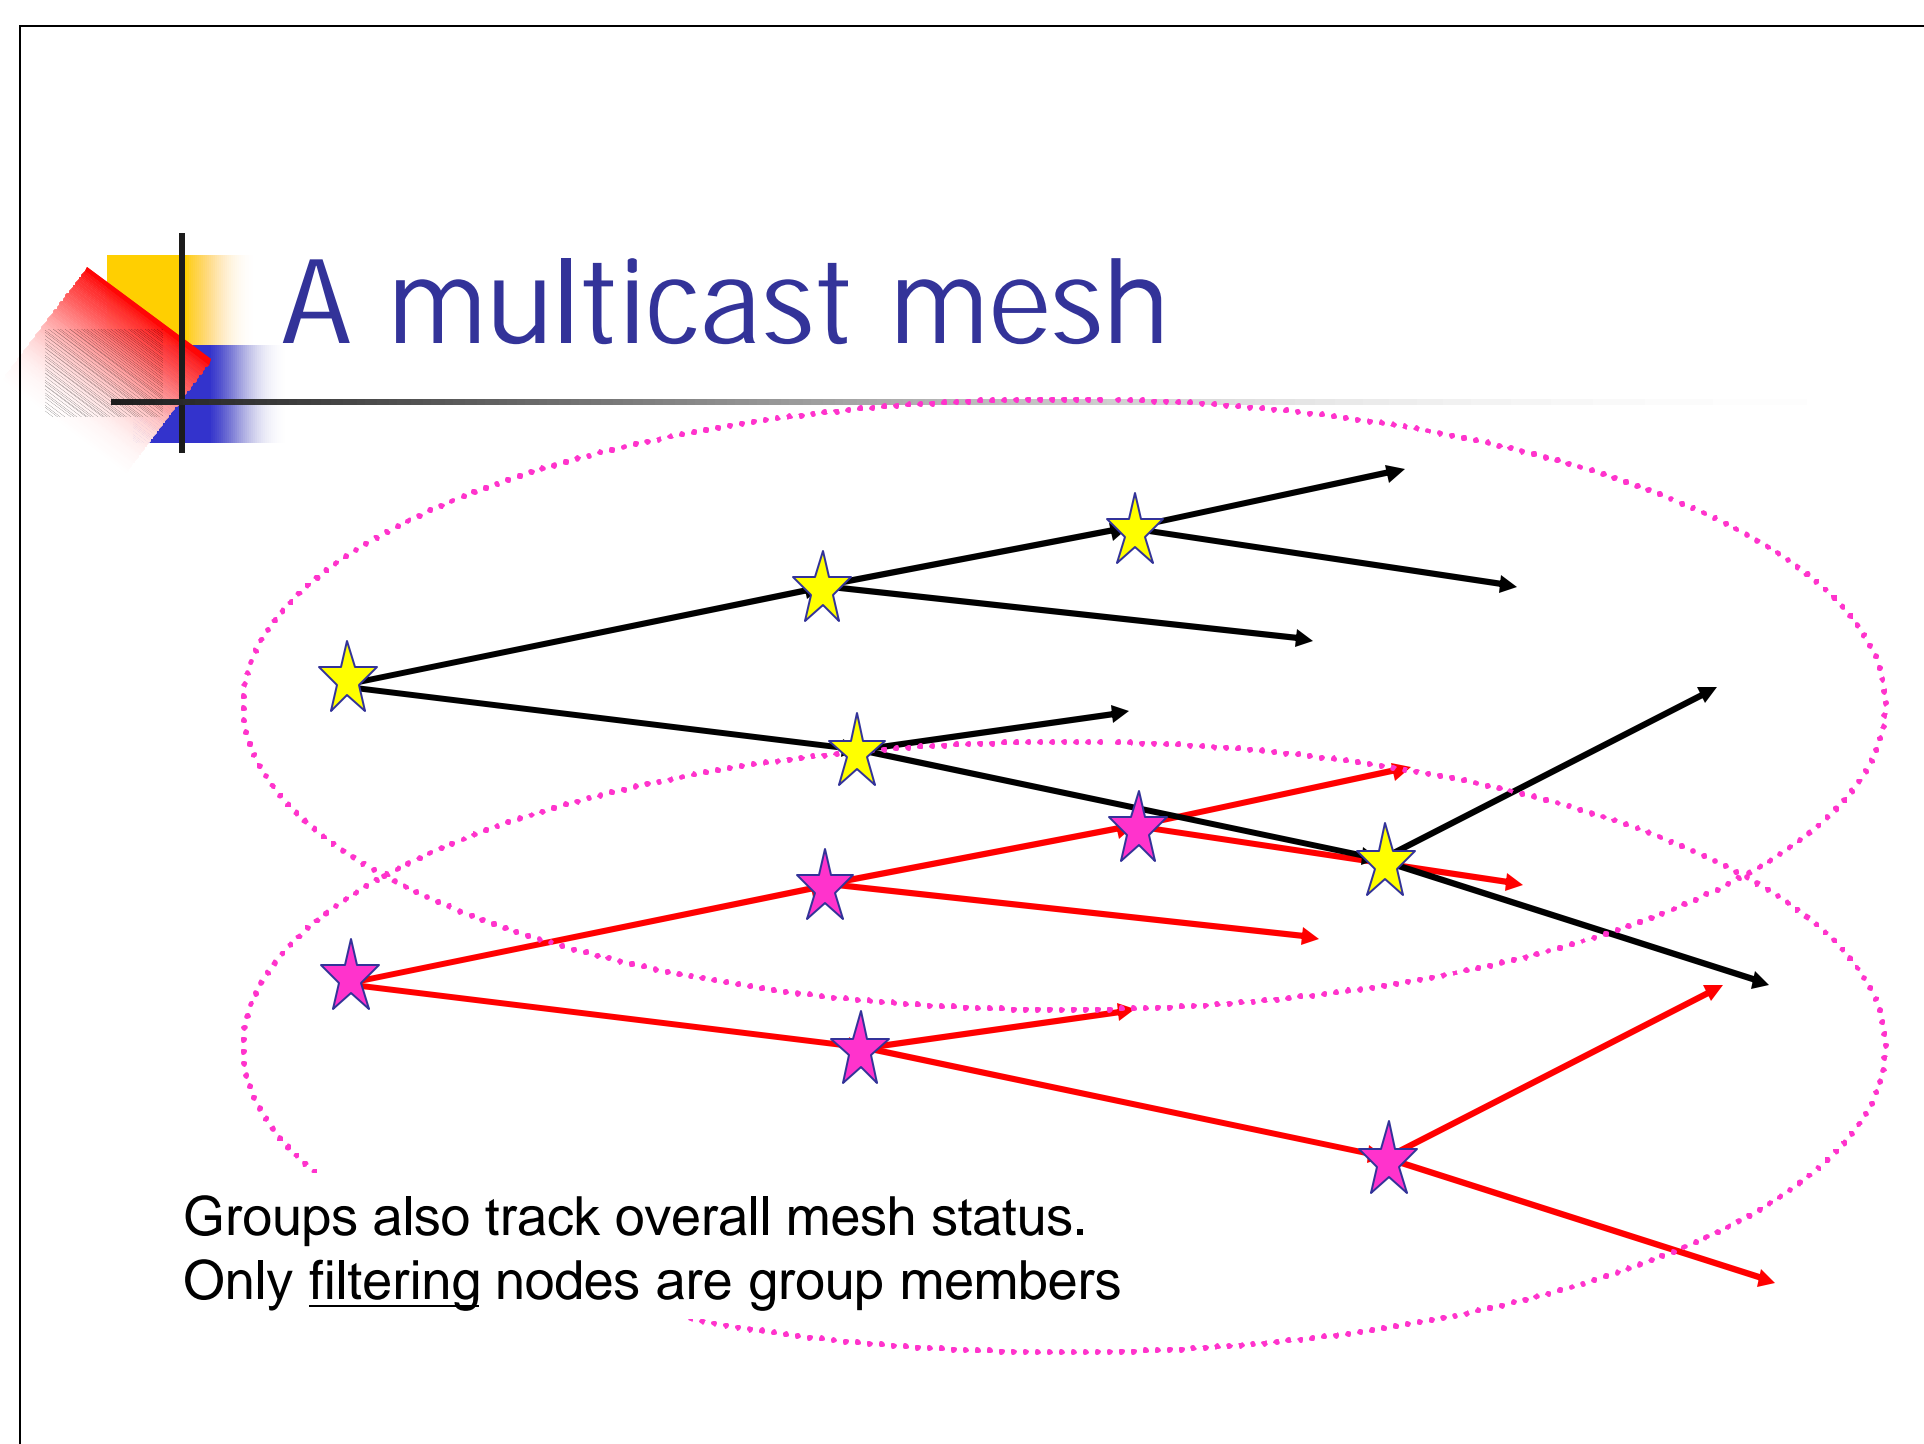 A multicast mesh
Groups also track overall mesh status.
Only filtering nodes are group members